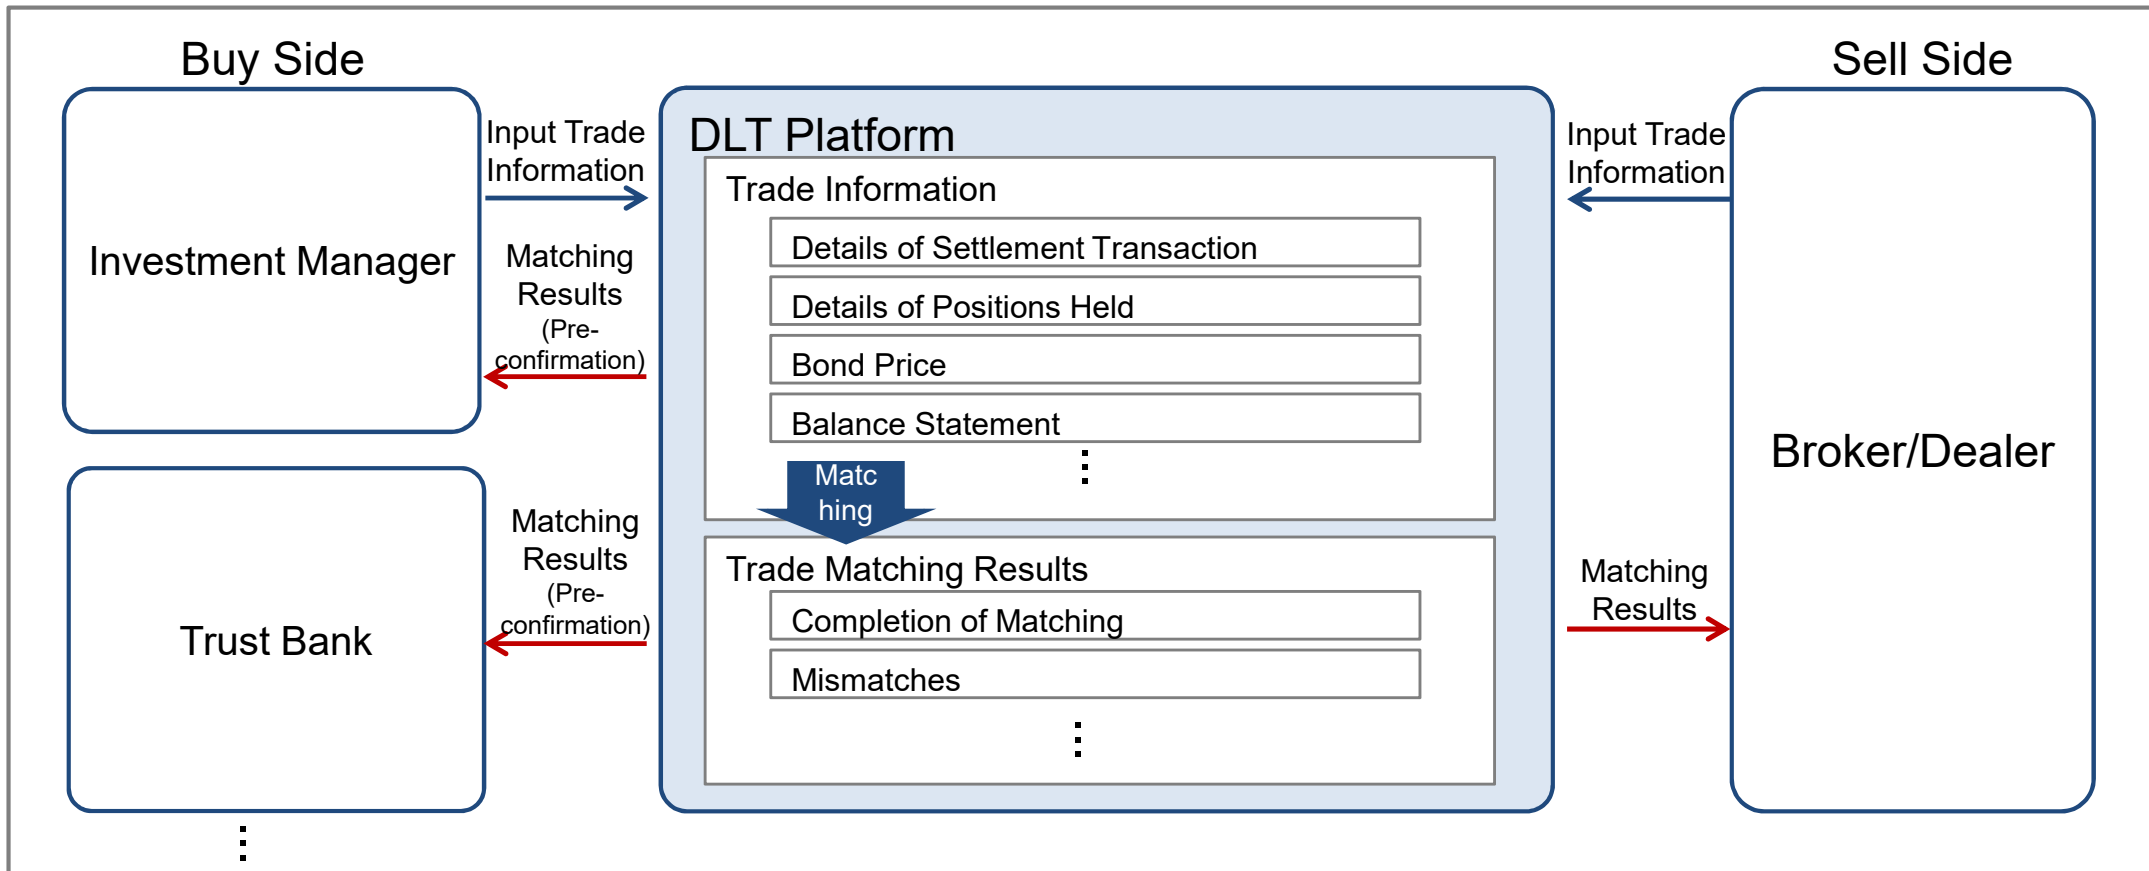 Buy Side
Investment Manager
Trust Bank
Input Trade
Information
Matching
Results
(Pre-
confirmation)
Matching
Results
(Pre-
confirmation)
DLT Platform
Trade Information
Details of Settlement Transaction
Details of Positions Held
Bond Price
Balance Statement
Matc
hing
Trade Matching Results
Completion of Matching
Mismatches
Sell Side
Input Trade
Information
Matching
Results
Broker/Dealer